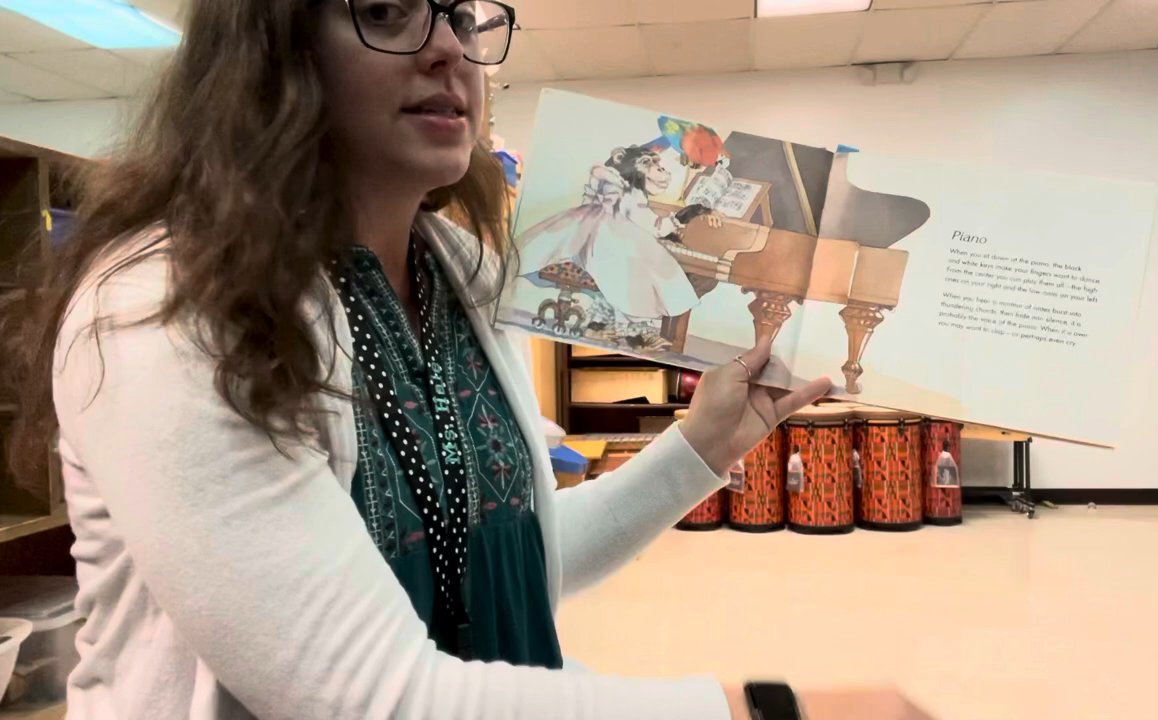 Piano
When you sit down at the piano, the black
and white keys make your fingers want to dance.
From the center you can play them all—the high
ones on your right and the low ones on your left.
When you hear a number of notes burst into
thundering chords, then fade into silence, it is
probably the voice of the piano. When it is over
you may want to clap—or perhaps even cry.
Ms. Hav